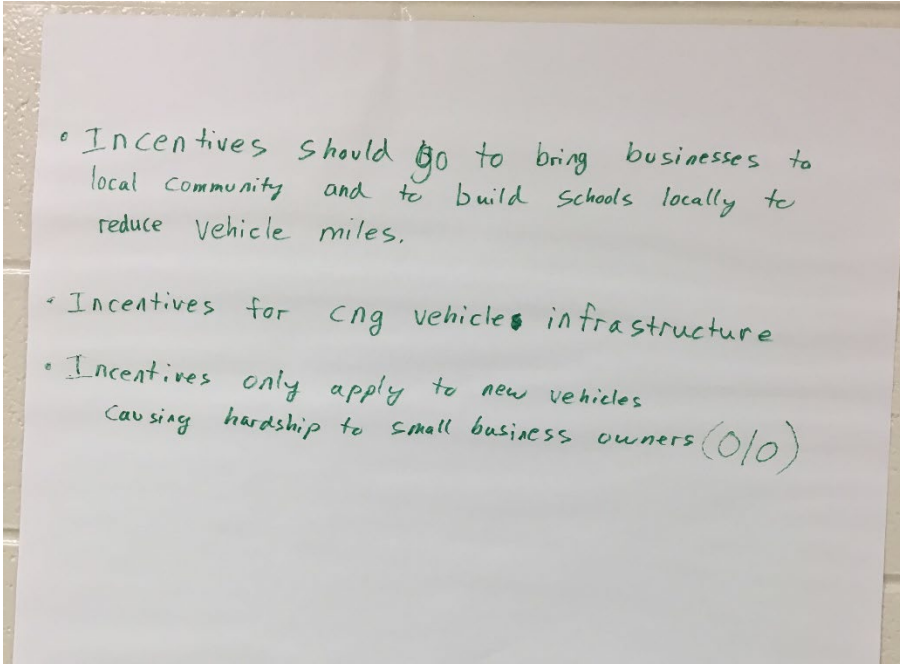 • Incentives should go to bring businesses to
local community and to build schools locally to
reduce vehicle miles.
• Incentives for cng vehicle infrastructure
• Incentives only apply to new vehicles
causing hardship to small business owners (O/O)